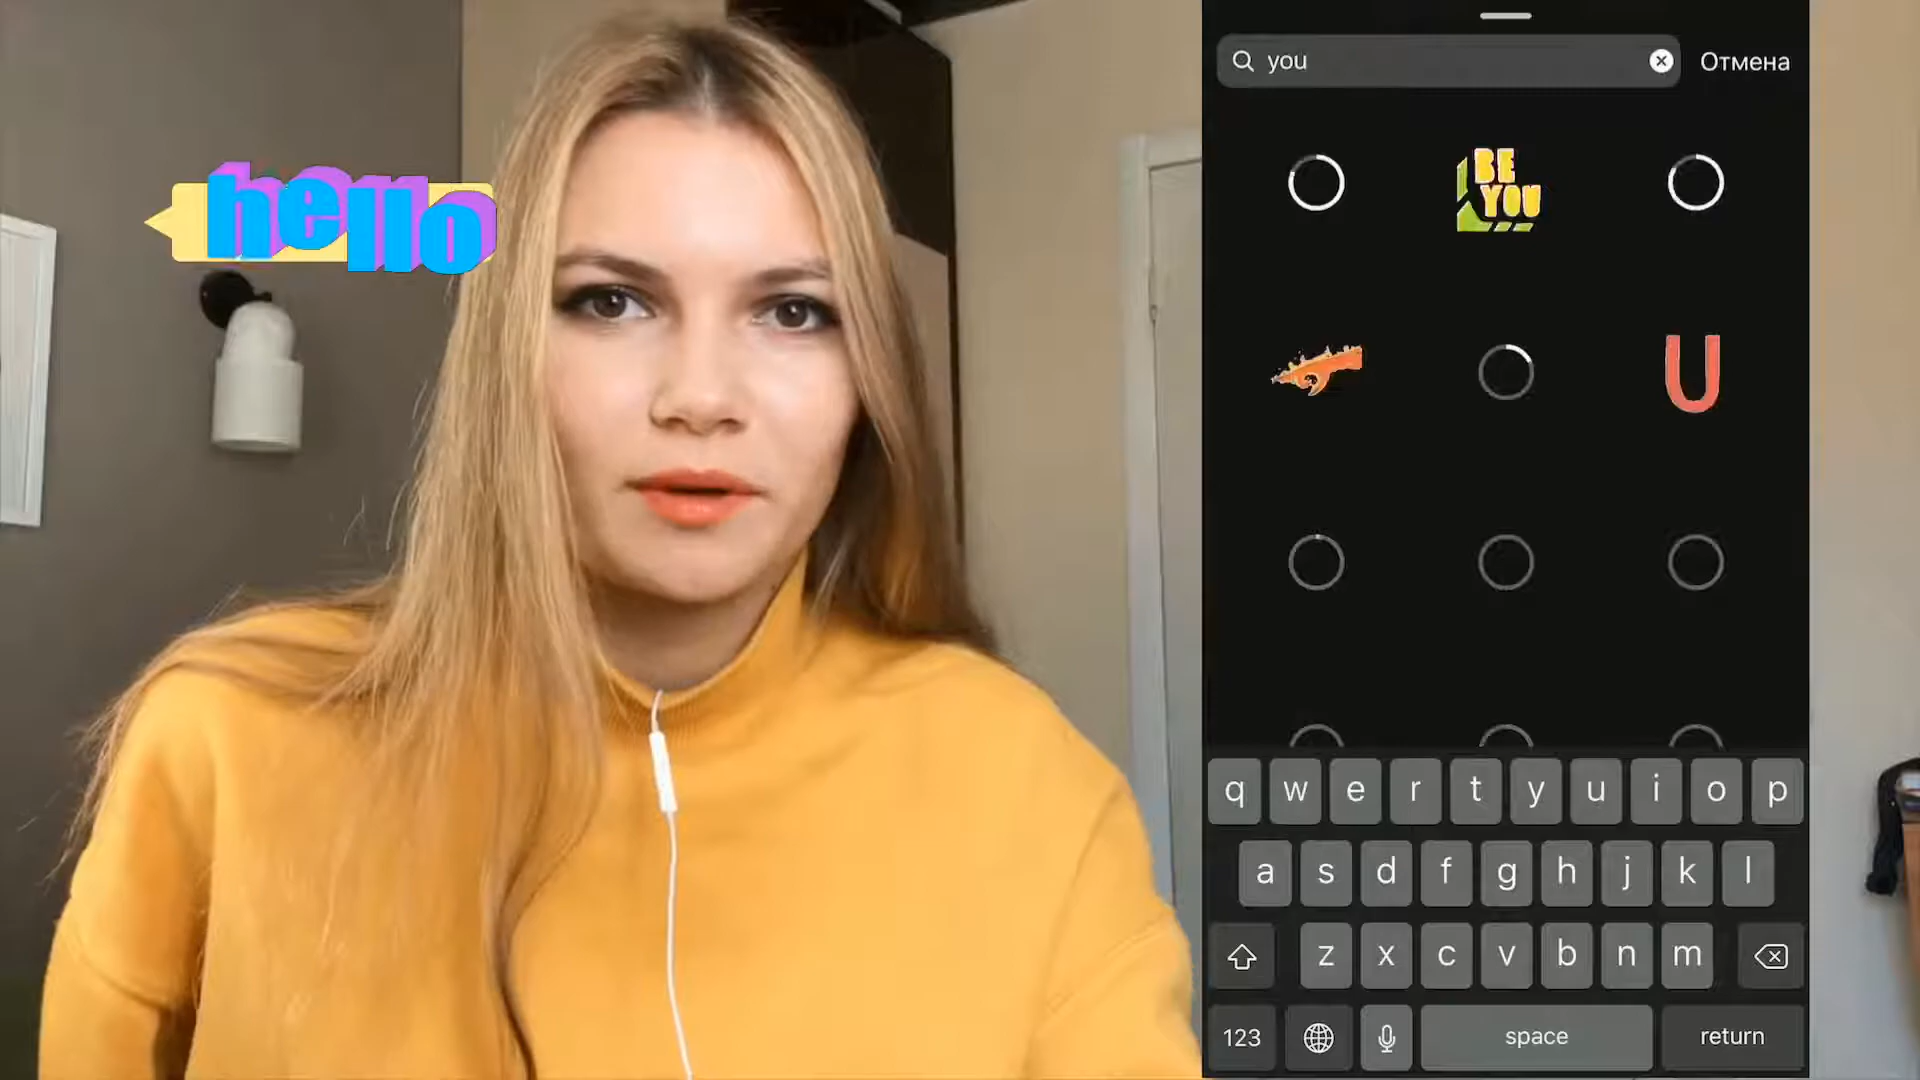 you
Отмена
hello
BE
YOU
U
q w e r t y u i o p
a s d f g h j k l
z x c v b n m
123
space
return